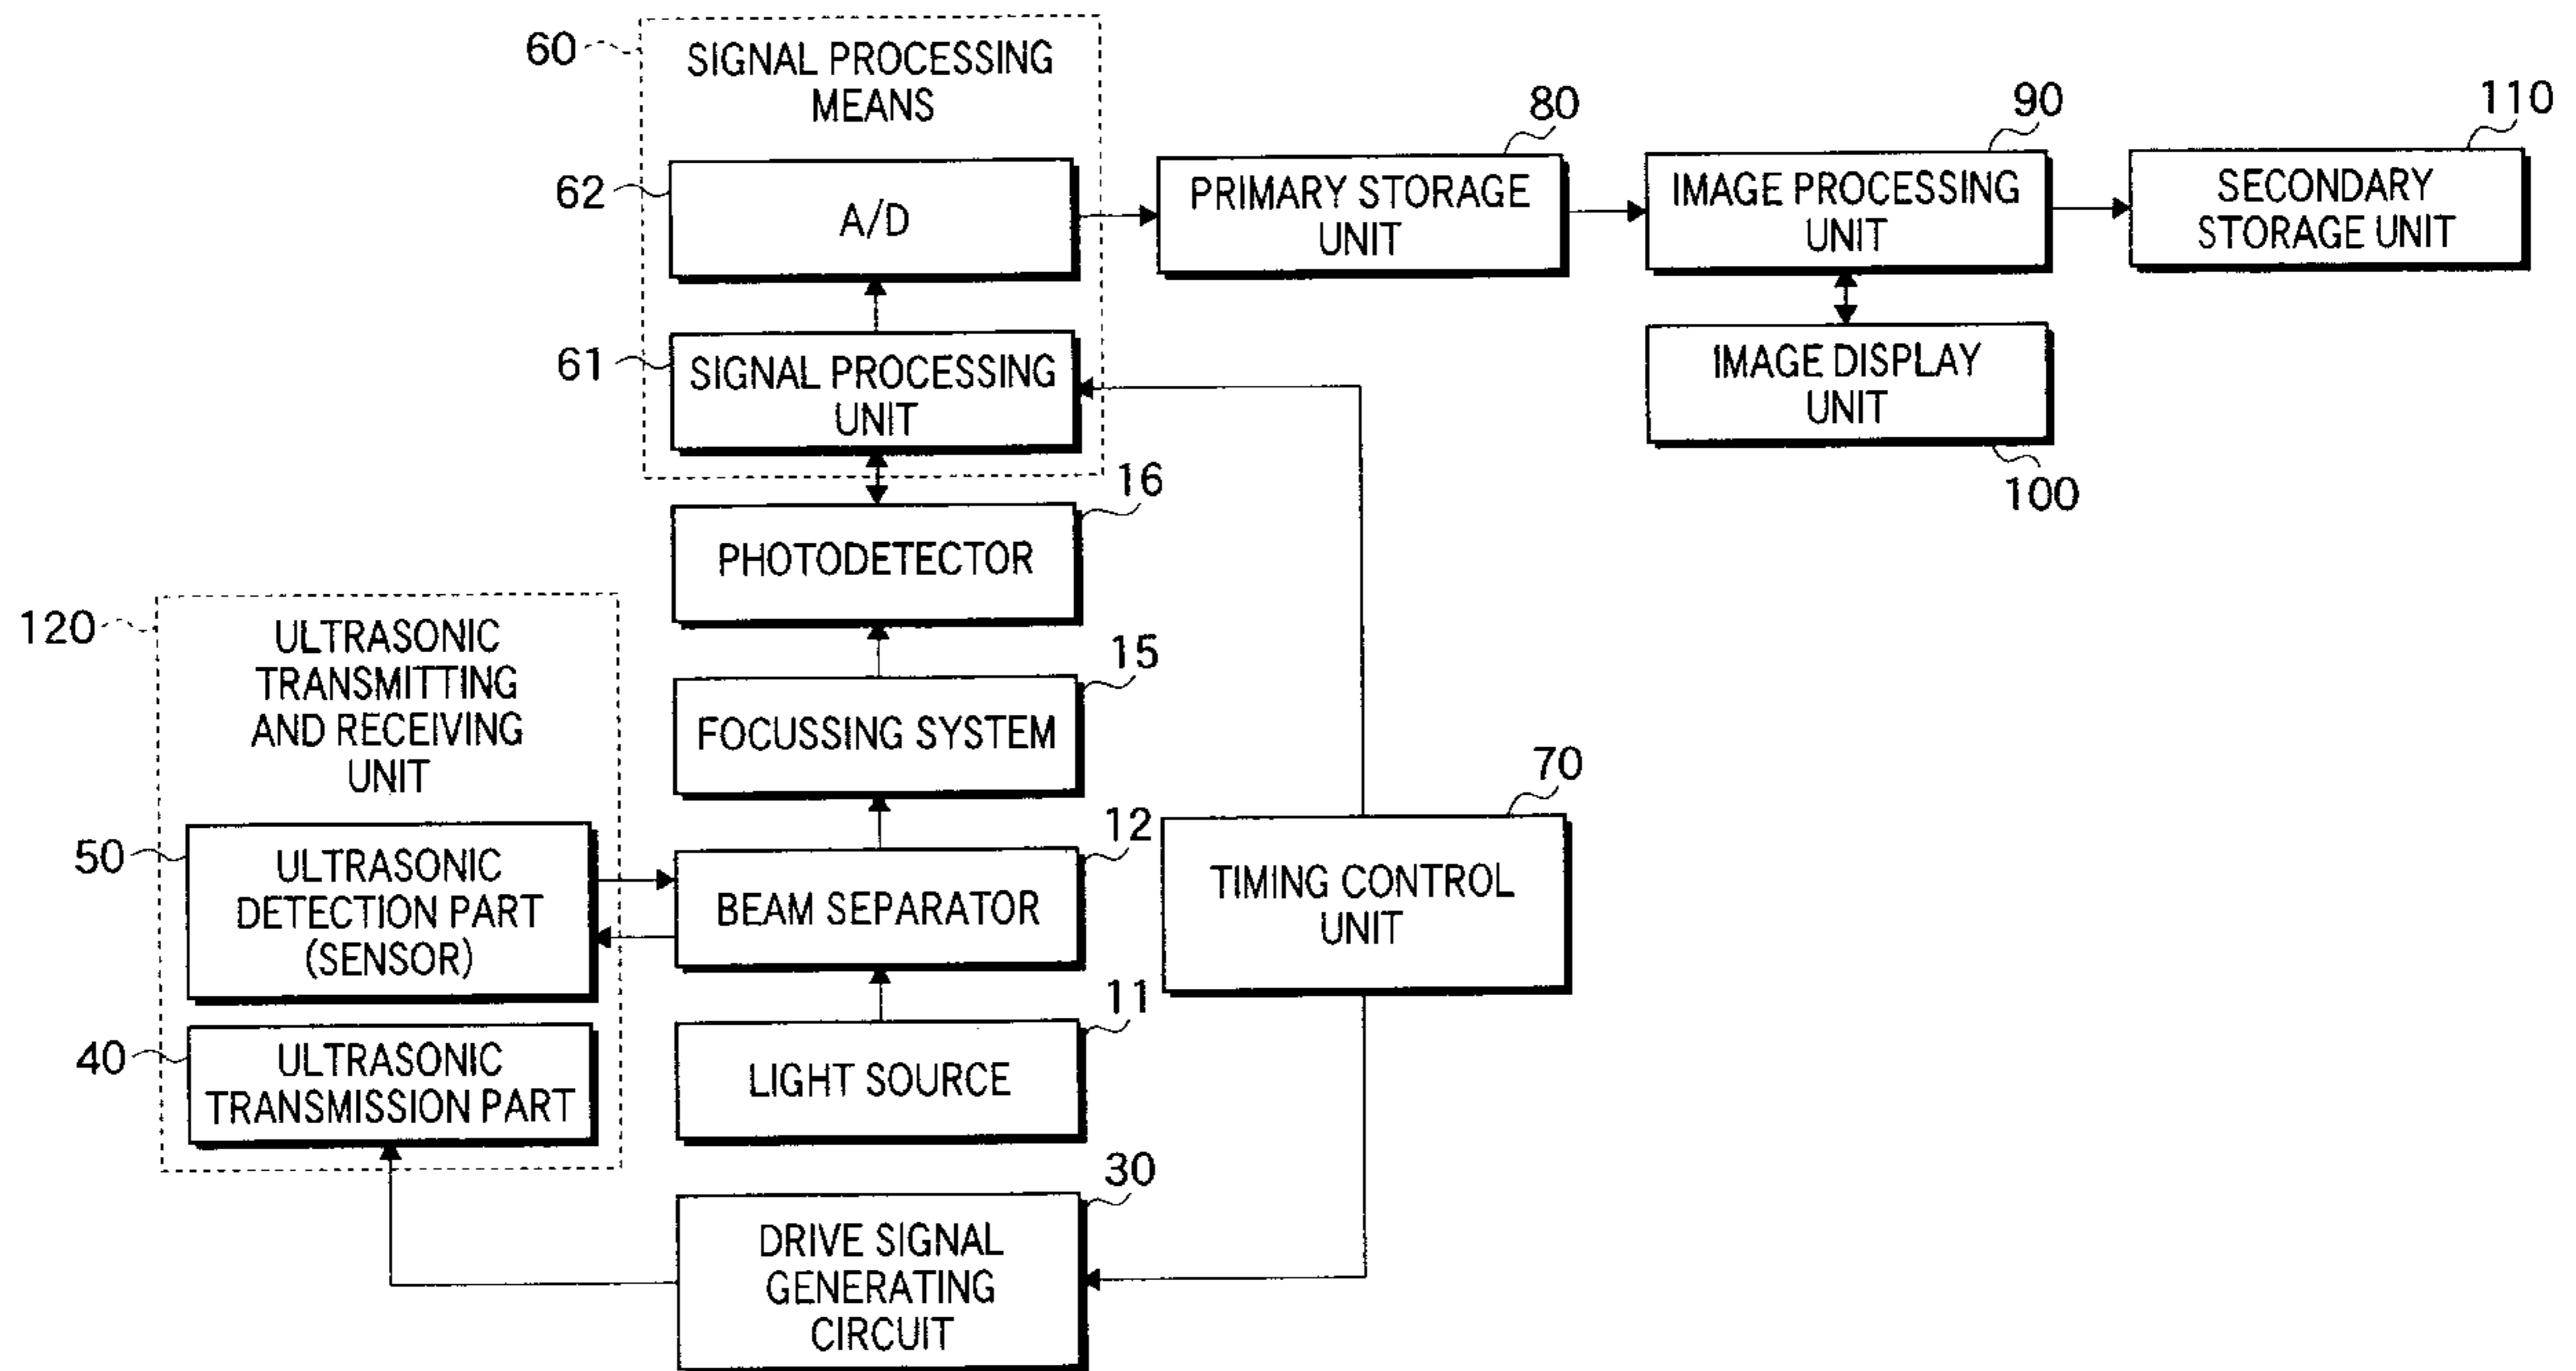 60
SIGNAL PROCESSING
MEANS
62
A/D
80
PRIMARY STORAGE
UNIT
90
IMAGE PROCESSING
UNIT
110
SECONDARY
STORAGE UNIT
61
SIGNAL PROCESSING
UNIT
IMAGE DISPLAY
UNIT
100
16
PHOTODETECTOR
120
ULTRASONIC
TRANSMITTING
AND RECEIVING
UNIT
15
FOCUSSING SYSTEM
50
ULTRASONIC
DETECTION PART
(SENSOR)
12
BEAM SEPARATOR
70
TIMING CONTROL
UNIT
40
ULTRASONIC
TRANSMISSION PART
11
LIGHT SOURCE
30
DRIVE SIGNAL
GENERATING
CIRCUIT